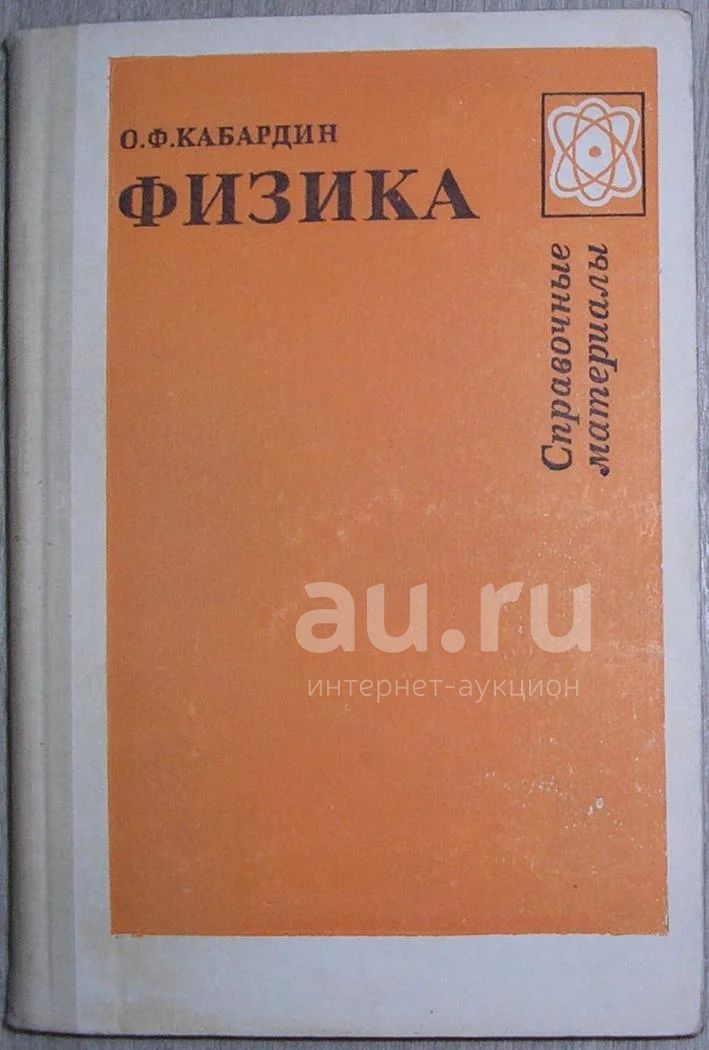 О.Ф.КАБАРДИН
ФИЗИКА
Справочные
материалы
au.ru
интернет-аукцион